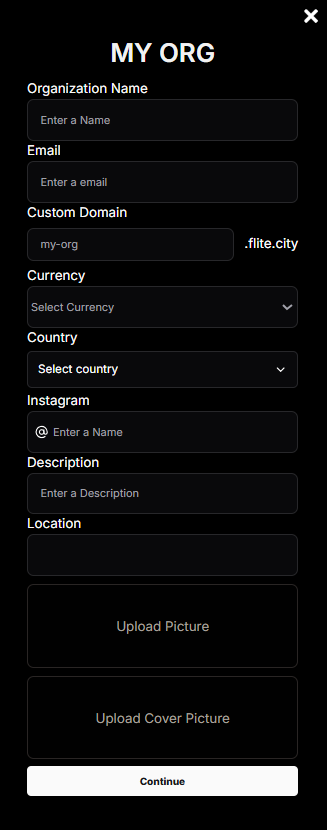 MY ORG
Organization Name
Enter a Name
Email
Enter a email
Custom Domain
my-org .flite.city
Currency
Select Currency
Country
Select country
Instagram
@ Enter a Name
Description
Enter a Description
Location
Upload Picture
Upload Cover Picture
Continue